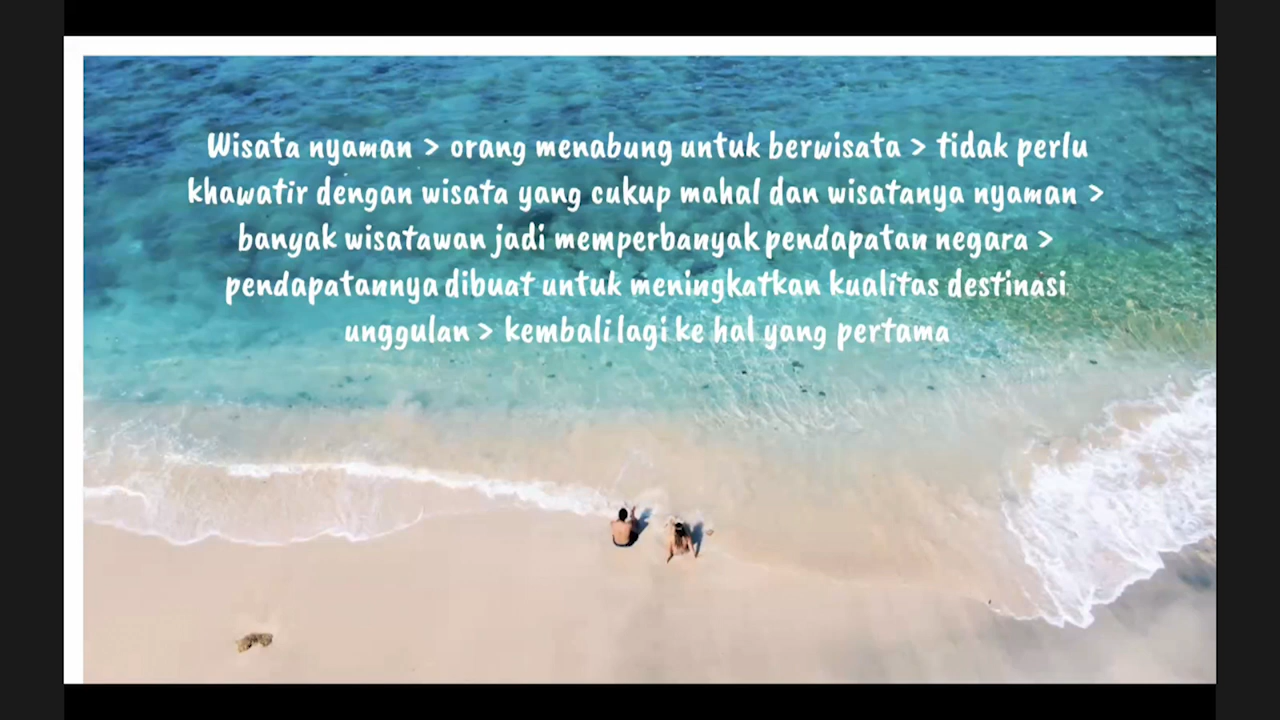 Wisata nyaman > orang menabung untuk berwisata > tidak perlu
khawatir dengan wisata yang cukup mahal dan wisatanya nyaman >
banyak wisatawan jadi memperbanyak pendapatan negara >
pendapatannya dibuat untuk meningkatkan kualitas destinasi
unggulan > kembali lagi ke hal yang pertama